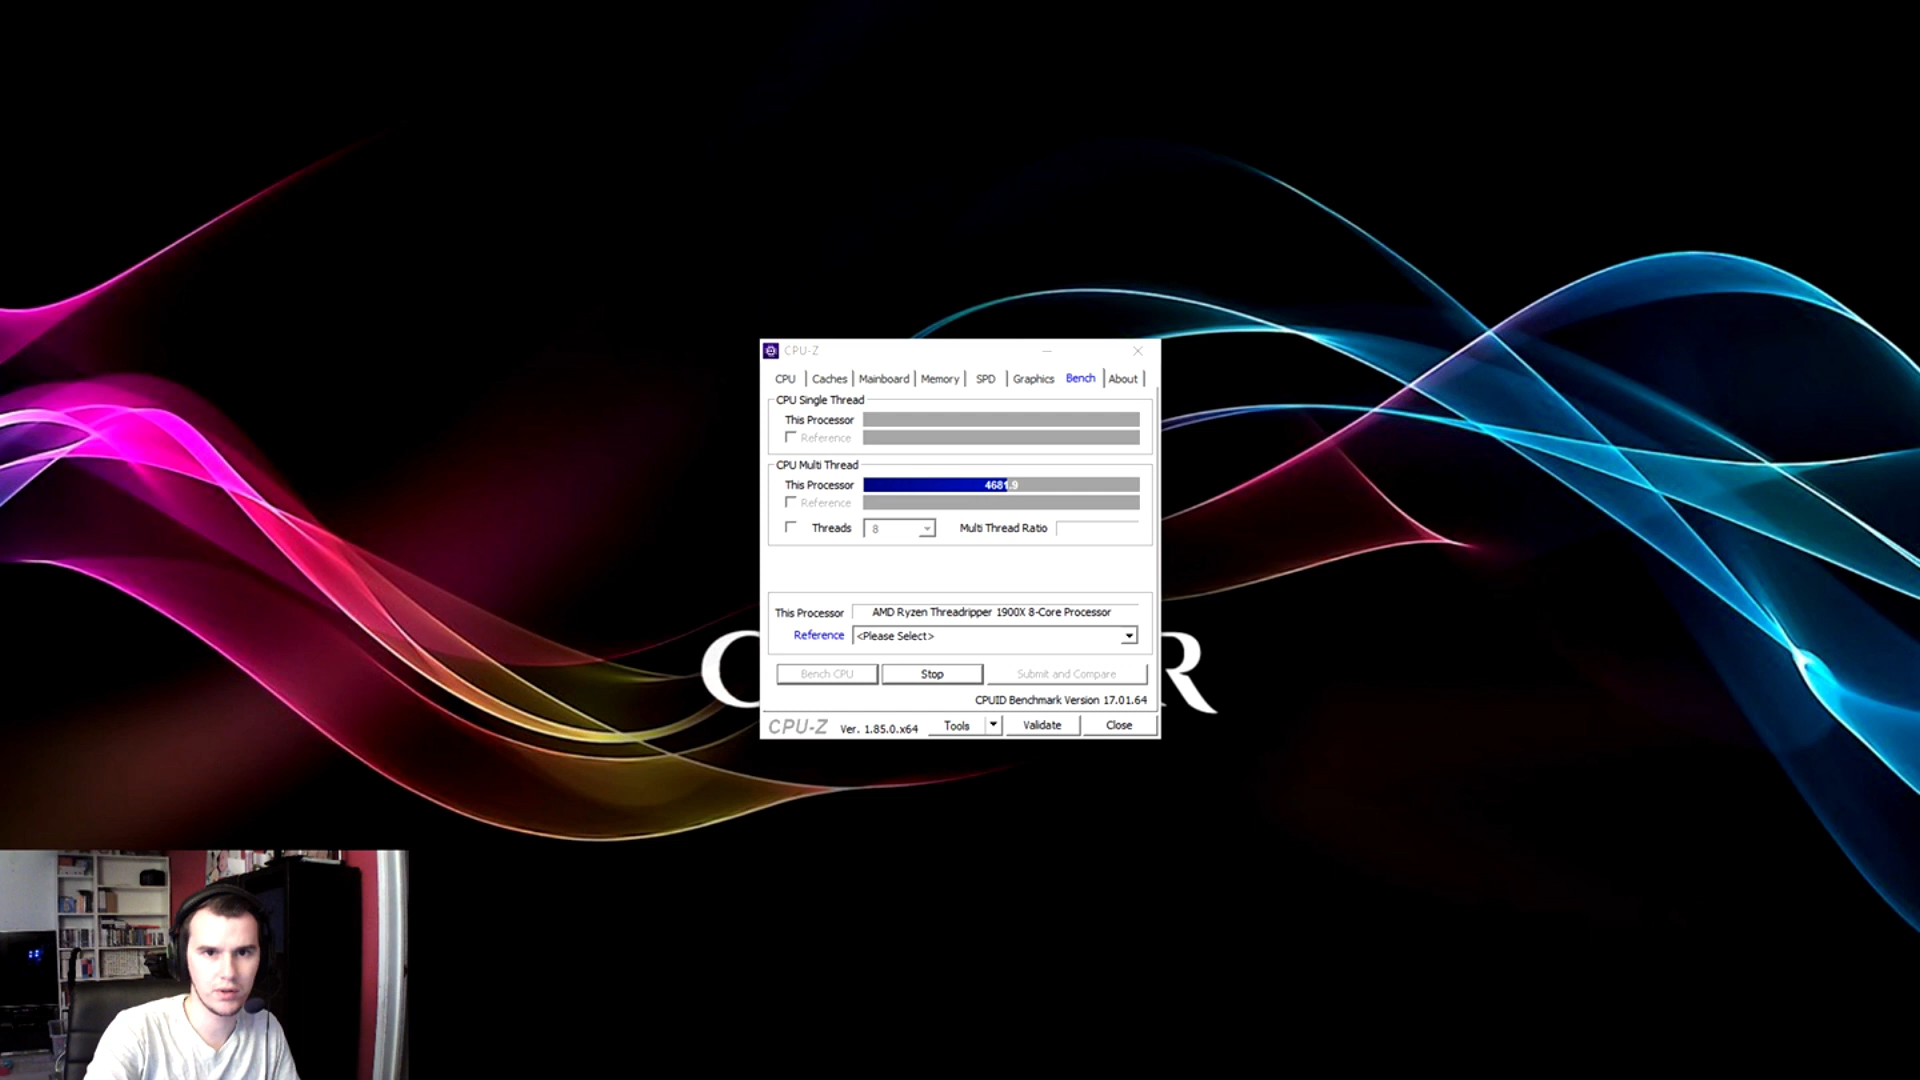 CPU-Z
CPU Caches Mainboard Memory SPD Graphics Bench About
CPU Single Thread
This Processor
Reference
CPU Multi Thread
This Processor 4681.9
Reference
Threads 8 Multi Thread Ratio
This Processor AMD Ryzen Threadripper 1900X 8-Core Processor
Reference <Please Select>
C R
Bench CPU Stop Submit and Compare
CPUID Benchmark Version 17.01.64
CPU-Z Ver. 1.85.0.x64 Tools Validate Close